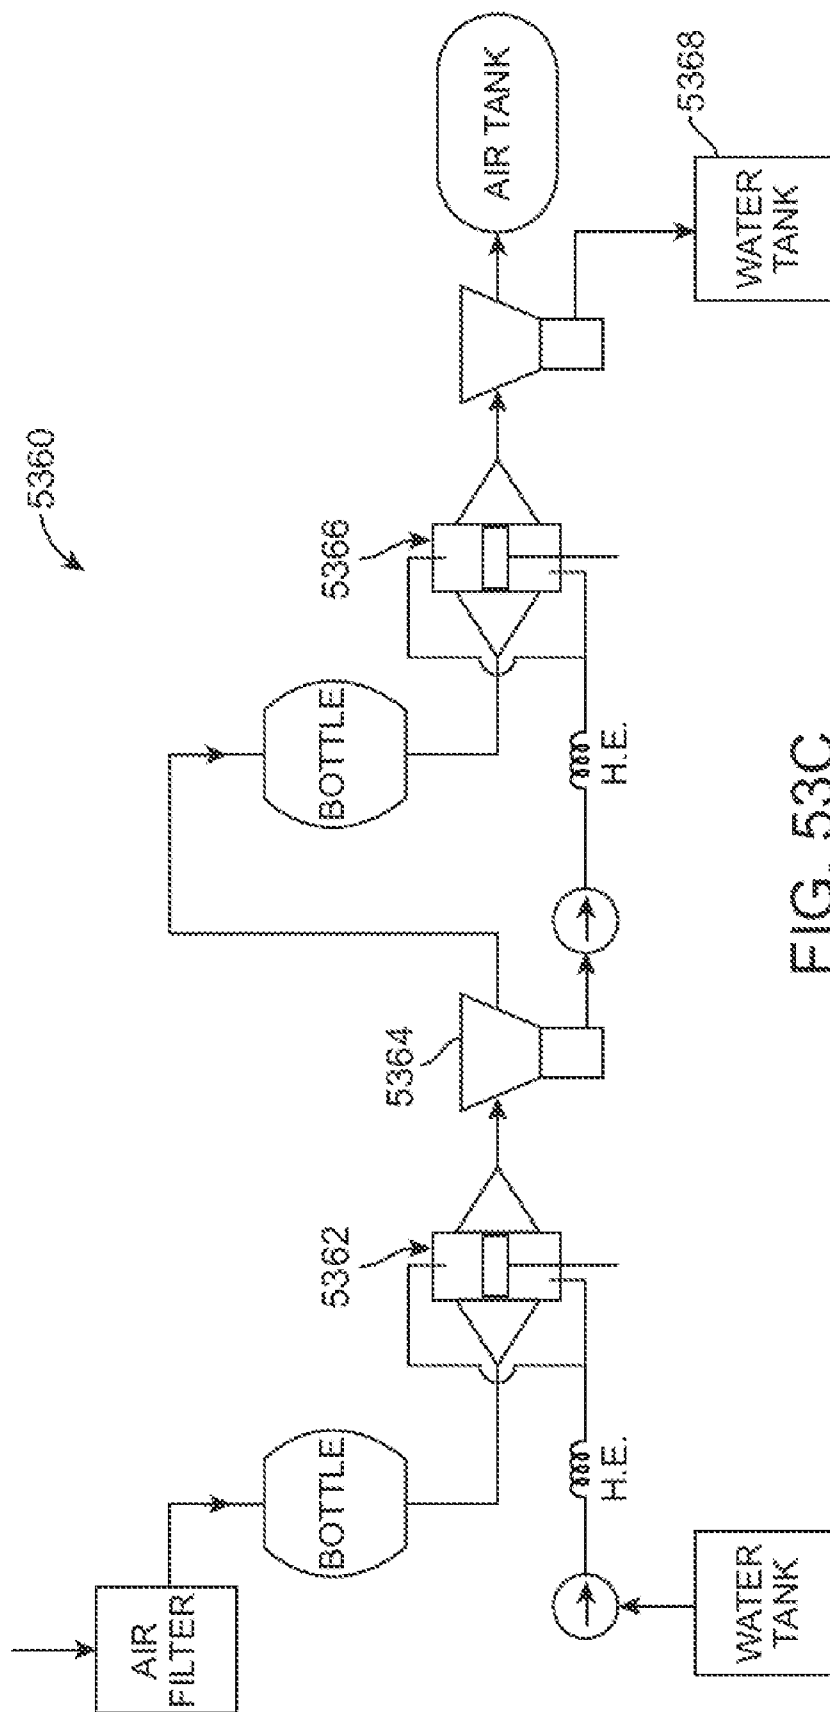 5360
AIR
FILTER
BOTTLE
5362
5364
BOTTLE
5366
AIR TANK
H.E.
H.E.
WATER
TANK
WATER
TANK
5368
FIG. 53C